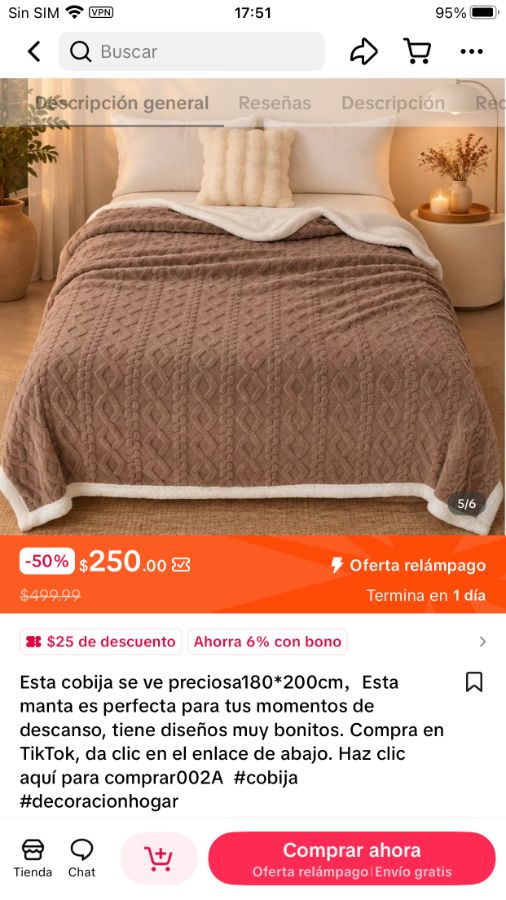 Sin SIM VPN 17:51 95%
Buscar
Descripción general Reseñas Descripción Rec
5/6
-50% $250.00 Oferta relámpago
$499.99 Termina en 1 día
$25 de descuento Ahorra 6% con bono
Esta cobija se ve preciosa180*200cm，Esta
manta es perfecta para tus momentos de
descanso, tiene diseños muy bonitos. Compra en
TikTok, da clic en el enlace de abajo. Haz clic
aquí para comprar002A #cobija
#decoracionhogar
Comprar ahora
Tienda Chat Oferta relámpago|Envío gratis